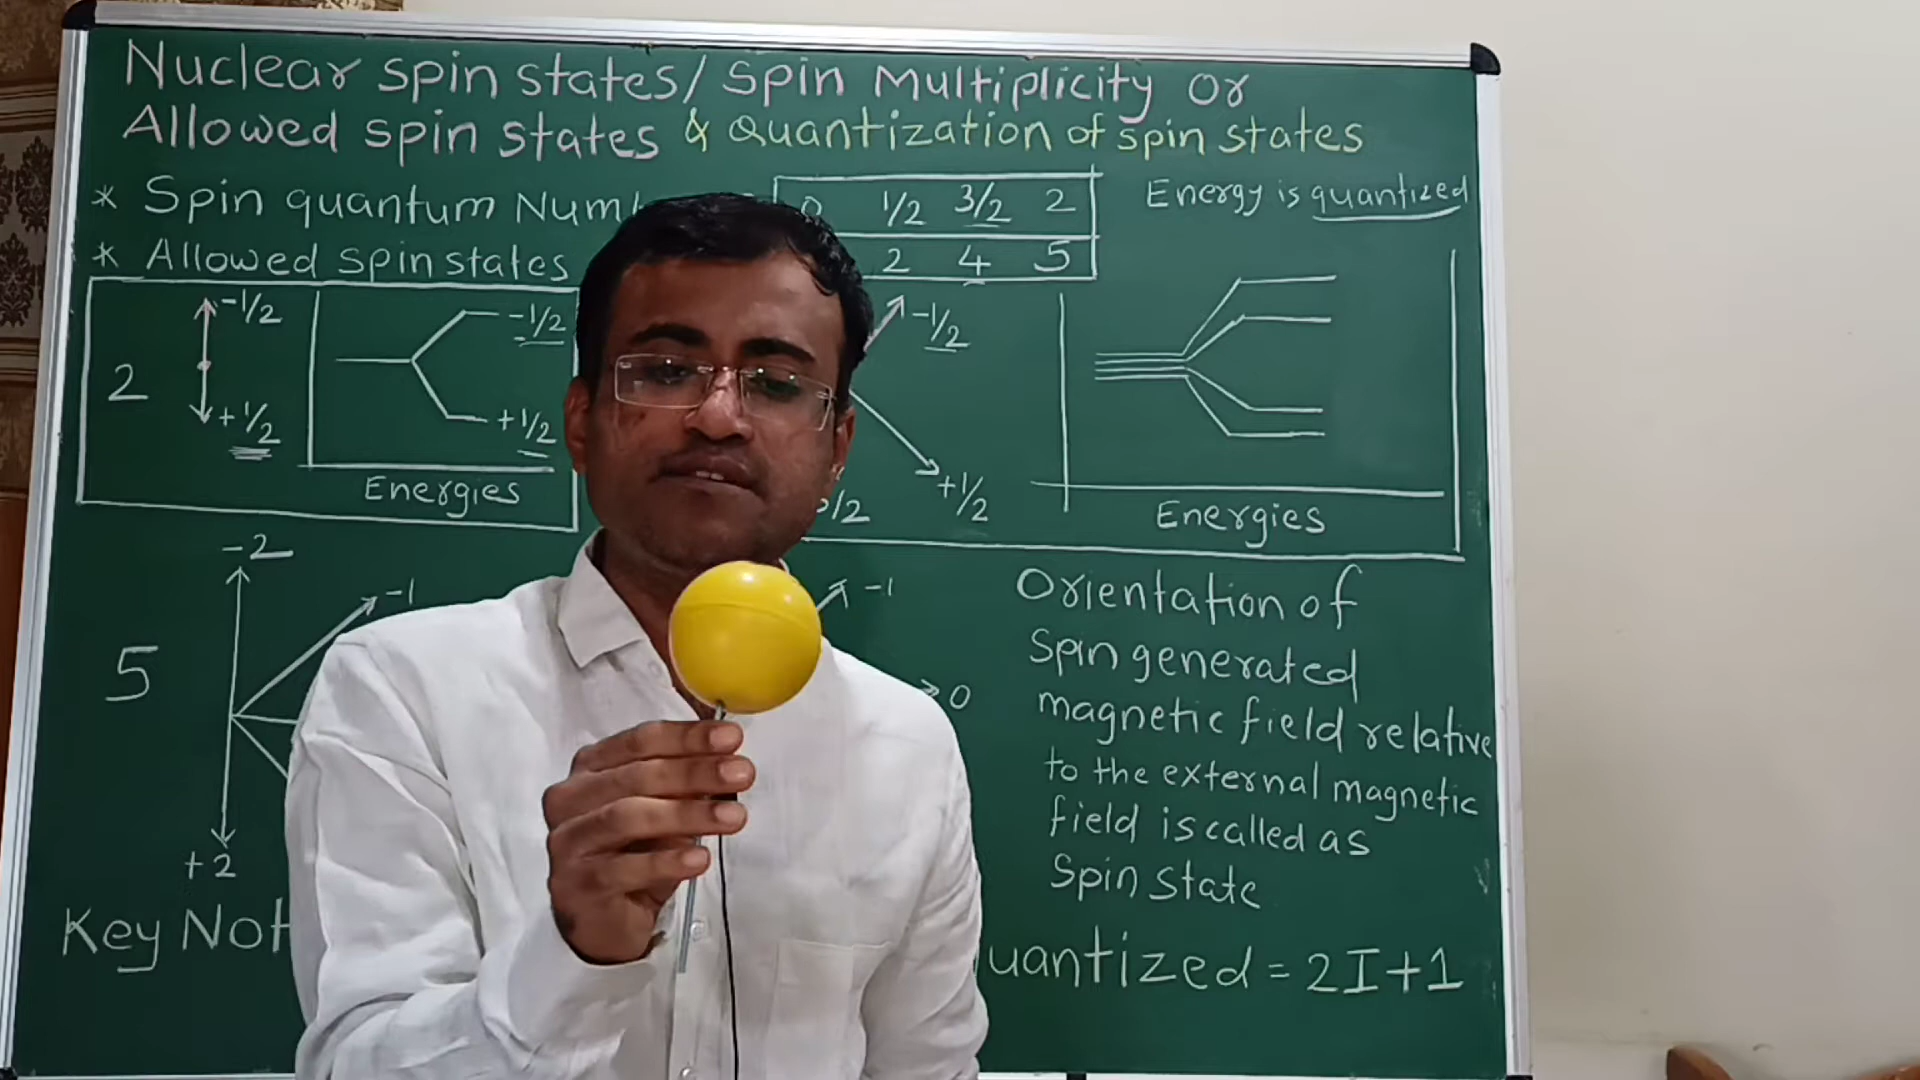 Nuclear spin states/ spin Multiplicity or
Allowed spin states & Quantization of spin states
* Spin quantum Num
0 1/2 3/2 2
Energy is quantized
* Allowed spin states
2 4 5
2
-1/2
+1/2
-1/2
+1/2
Energies
-1/2
+1/2
/2
Energies
5
-2
-1
+2
-1
0
Orientation of
Spin generated
magnetic field relative
to the external magnetic
field is called as
Spin state
Key Not
uantized = 2I+1